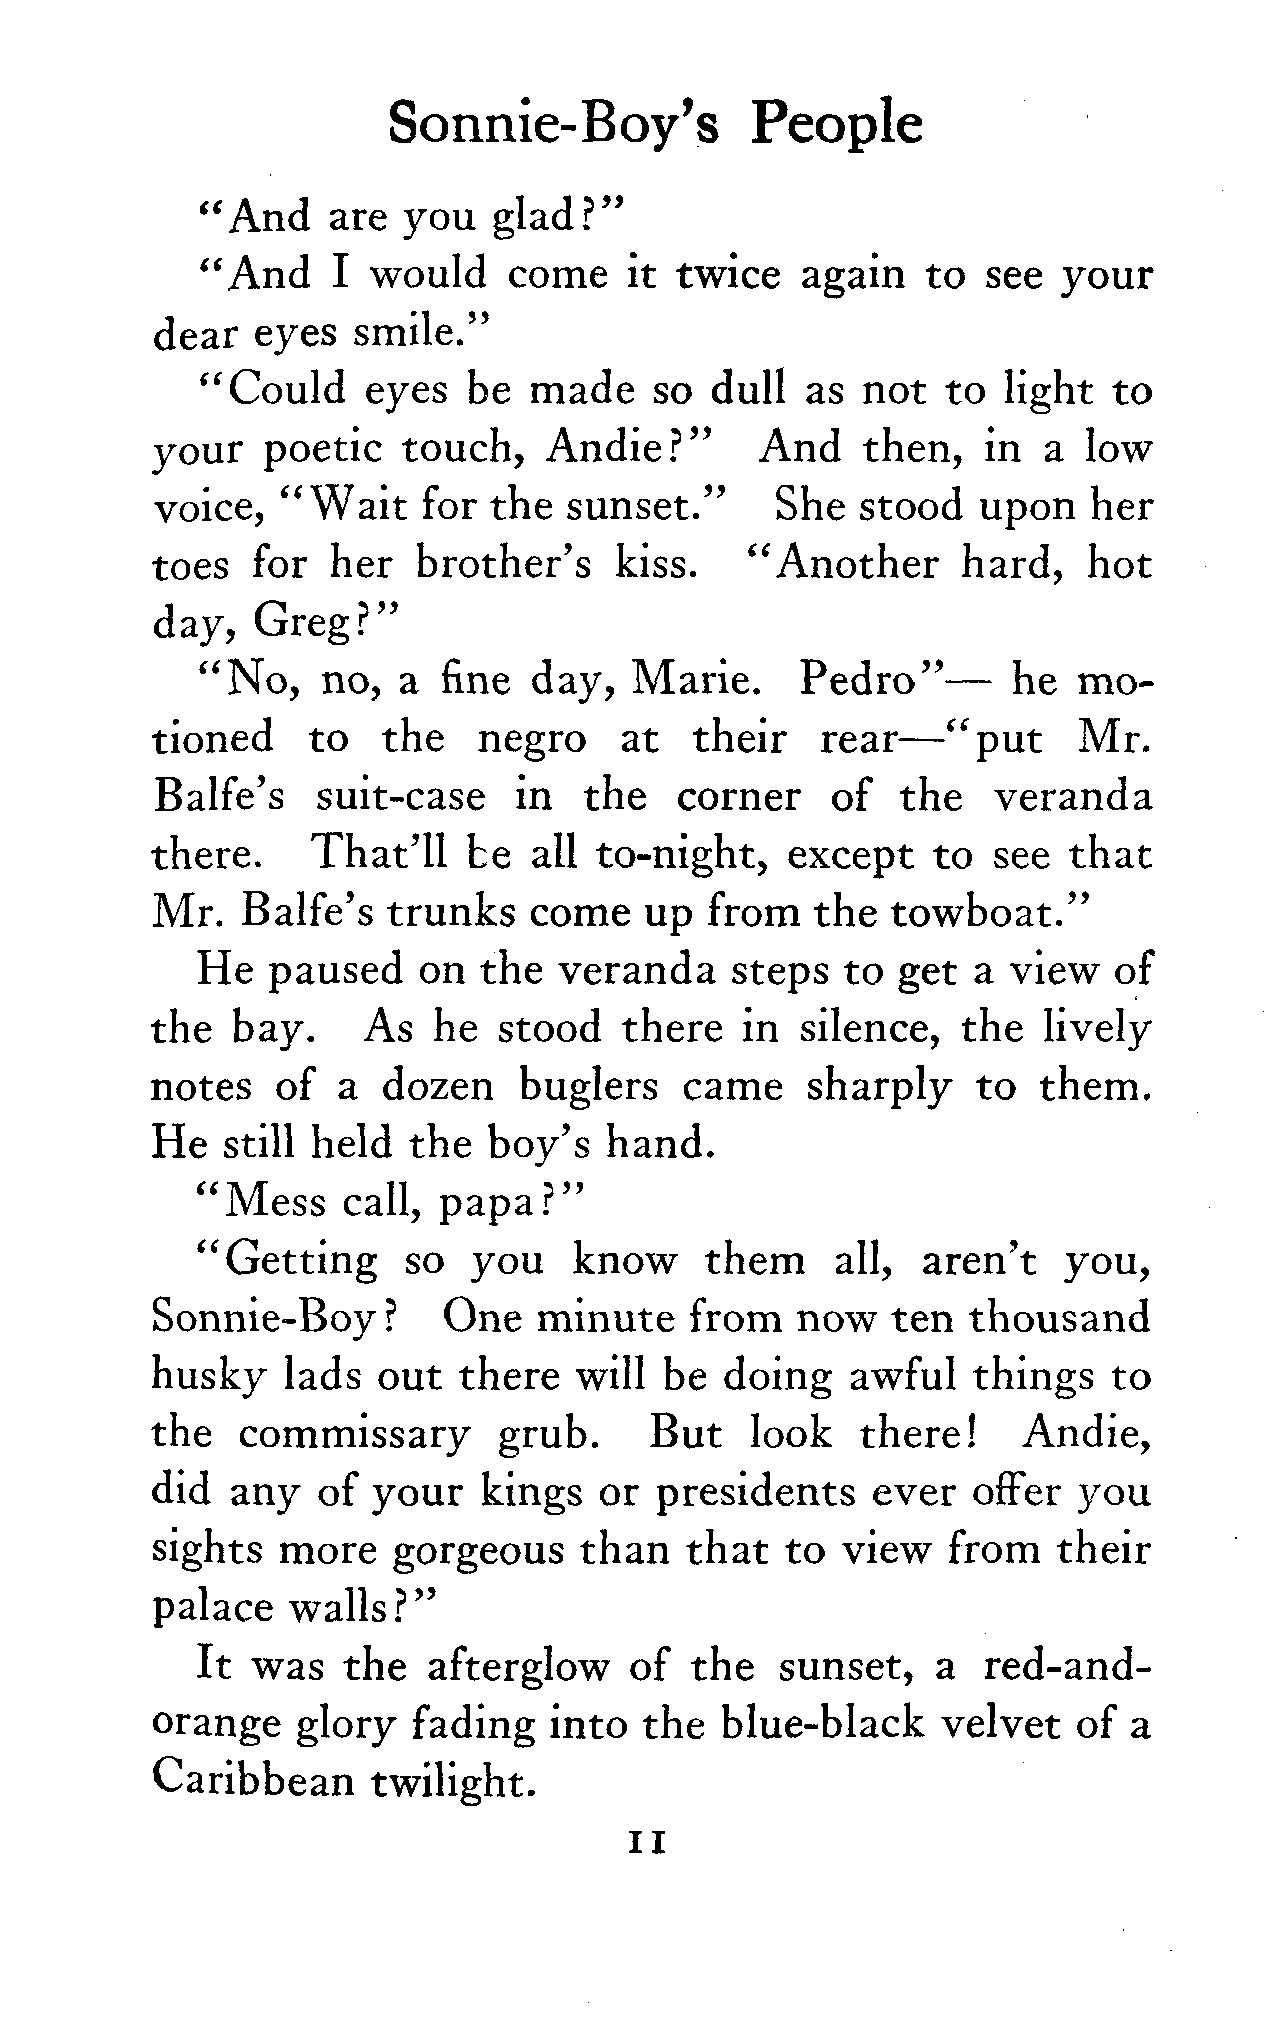 Sonnie-Boy's People
"And are you glad?"
"And I would come it twice again to see your
dear eyes smile."
"Could eyes be made so dull as not to light to
your poetic touch, Andie?" And then, in a low
voice, "Wait for the sunset." She stood upon her
toes for her brother's kiss. "Another hard, hot
day, Greg?"
"No, no, a fine day, Marie. Pedro"— he mo-
tioned to the negro at their rear—"put Mr.
Balfe's suit-case in the corner of the veranda
there. That'll be all to-night, except to see that
Mr. Balfe's trunks come up from the towboat."
He paused on the veranda steps to get a view of
the bay. As he stood there in silence, the lively
notes of a dozen buglers came sharply to them.
He still held the boy's hand.
"Mess call, papa?"
"Getting so you know them all, aren't you,
Sonnie-Boy? One minute from now ten thousand
husky lads out there will be doing awful things to
the commissary grub. But look there! Andie,
did any of your kings or presidents ever offer you
sights more gorgeous than that to view from their
palace walls?"
It was the afterglow of the sunset, a red-and-
orange glory fading into the blue-black velvet of a
Caribbean twilight.
11